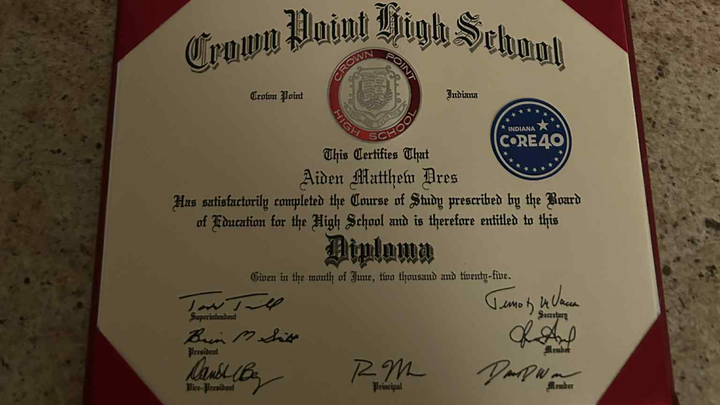 Crown Point High School
CROWN POINT
HIGH SCHOOL
Crown Point
Indiana
INDIANA
CORE40
This Certifies That
Aiden Matthew Dres
Has satisfactorily completed the Course of Study prescribed by the Board
of Education for the High School and is therefore entitled to this
Diploma
Given in the month of June, two thousand and twenty-five.
Superintendent
Secretary
President
Member
Vice-President
Principal
Member